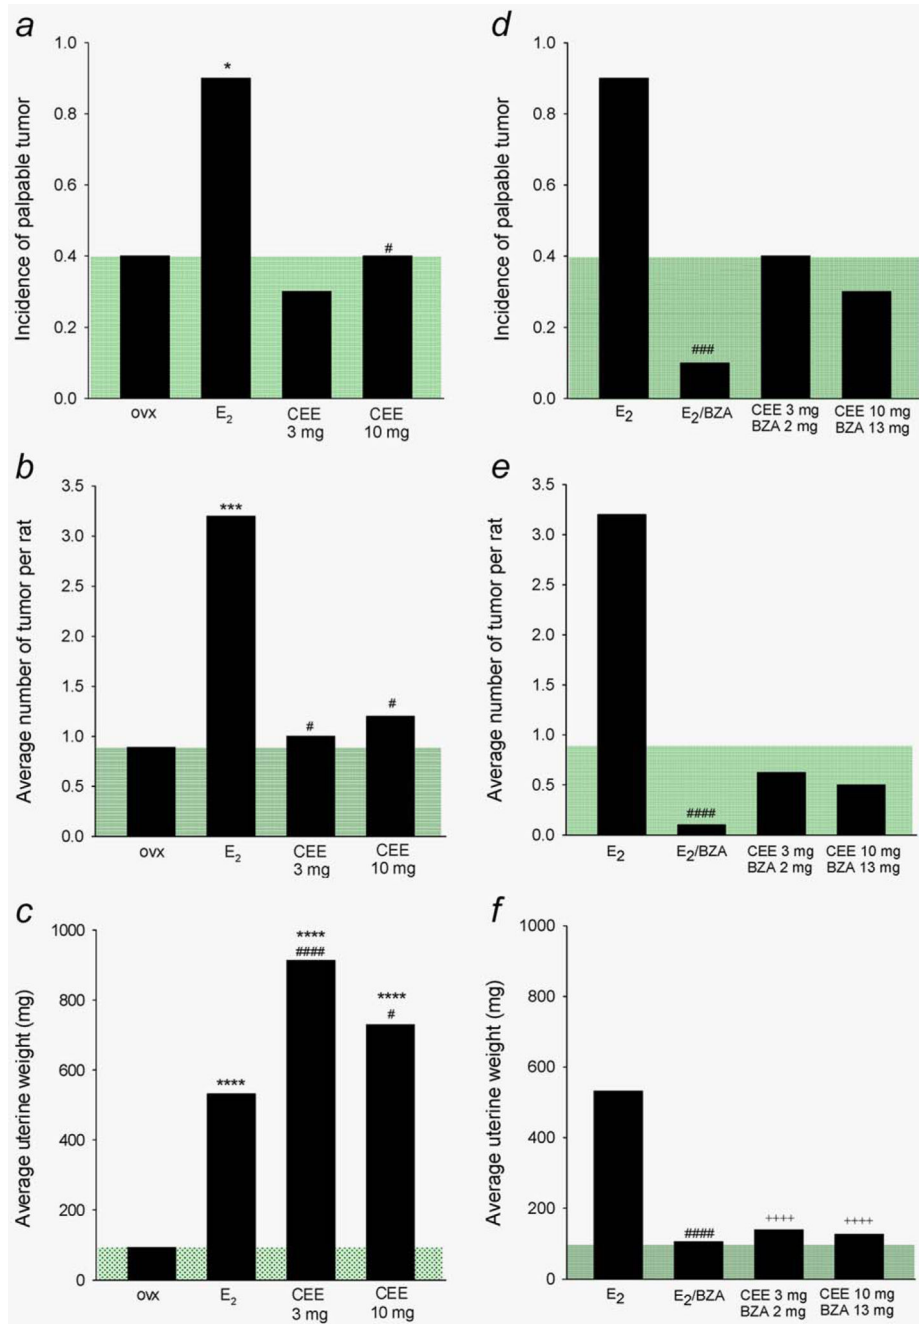 a
Incidence of palpable tumor
1.0
0.8
0.6
0.4
0.2
0.0
*
#
ovx
E2
CEE
3 mg
CEE
10 mg
d
Incidence of palpable tumor
1.0
0.8
0.6
0.4
0.2
0.0
###
E2
E2/BZA
CEE 3 mg
BZA 2 mg
CEE 10 mg
BZA 13 mg
b
Average number of tumor per rat
3.5
3.0
2.5
2.0
1.5
1.0
0.5
0.0
***
#
#
ovx
E2
CEE
3 mg
CEE
10 mg
e
Average number of tumor per rat
3.5
3.0
2.5
2.0
1.5
1.0
0.5
0.0
####
E2
E2/BZA
CEE 3 mg
BZA 2 mg
CEE 10 mg
BZA 13 mg
c
Average uterine weight (mg)
1000
800
600
400
200
0
****
****
####
****
#
ovx
E2
CEE
3 mg
CEE
10 mg
f
Average uterine weight (mg)
1000
800
600
400
200
0
####
++++
++++
E2
E2/BZA
CEE 3 mg
BZA 2 mg
CEE 10 mg
BZA 13 mg